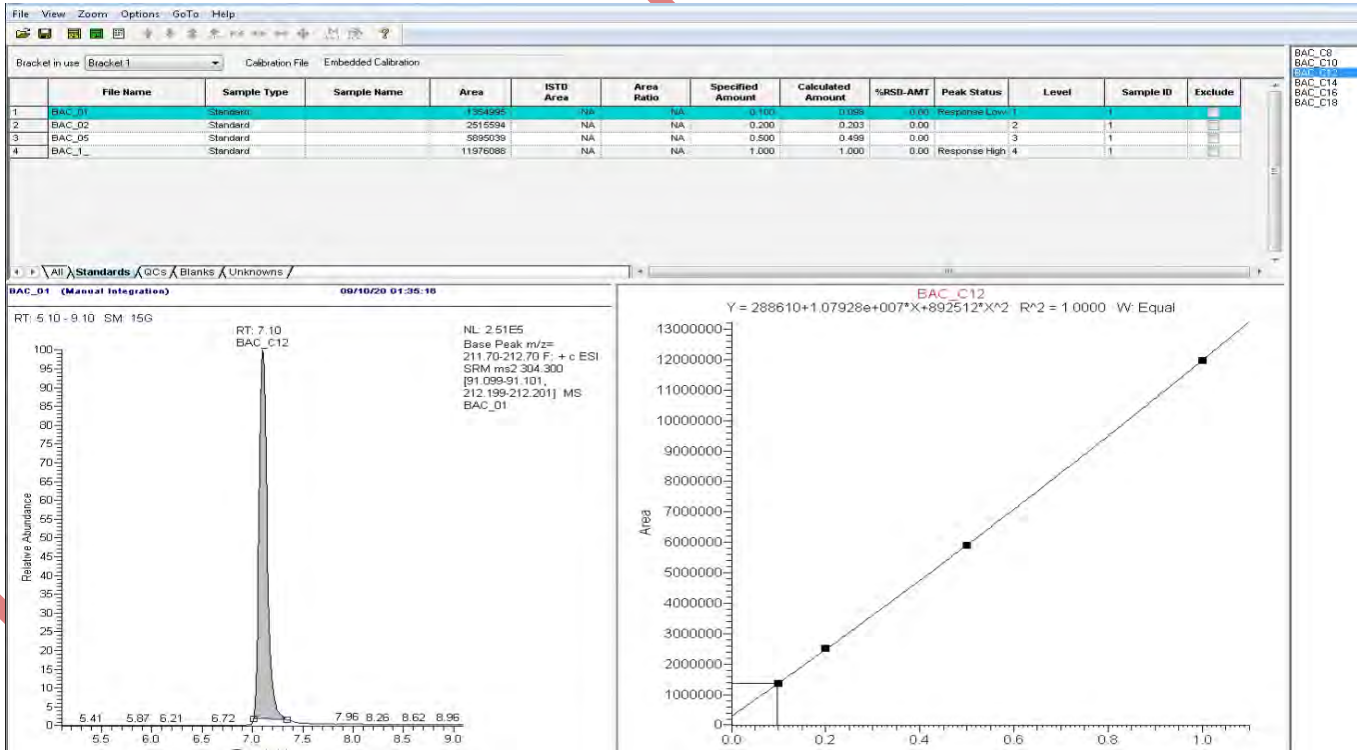 File View Zoom Options GoTo Help
Bracket in use Bracket 1 Calibration File Embedded Calibration
File Name Sample Type Sample Name Area ISTD Area Area Ratio Specified Amount Calculated Amount %RSD-AMT Peak Status Level Sample ID Exclude
1 BAC_01 Standard 1354995 NA NA 0.100 0.098 0.00 Response Low 1 1
2 BAC_02 Standard 2515594 NA NA 0.200 0.203 0.00 2 1
3 BAC_05 Standard 5895039 NA NA 0.500 0.499 0.00 3 1
4 BAC_1_ Standard 11976088 NA NA 1.000 1.000 0.00 Response High 4 1
BAC_C8
BAC_C10
BAC_C12
BAC_C14
BAC_C16
BAC_C18
All Standards QCs Blanks Unknowns
BAC_01 (Manual Integration) 09/10/20 01:35:18
RT: 5.10 - 9.10 SM: 15G
RT: 7.10
BAC_C12
NL: 2.51E5
Base Peak m/z=
211.70-212.70 F: + c ESI
SRM ms2 304.300
[91.099-91.101,
212.199-212.201] MS
BAC_01
100
95
90
85
80
75
70
65
60
55
50
45
40
35
30
25
20
15
10
5
0
Relative Abundance
5.41 5.87 6.21 6.72 7.96 8.26 8.62 8.96
5.5 6.0 6.5 7.0 7.5 8.0 8.5 9.0
BAC_C12
Y = 288610+1.07928e+007*X+892512*X^2 R^2 = 1.0000 W: Equal
13000000
12000000
11000000
10000000
9000000
8000000
7000000
6000000
5000000
4000000
3000000
2000000
1000000
0
Area
0.0 0.2 0.4 0.6 0.8 1.0